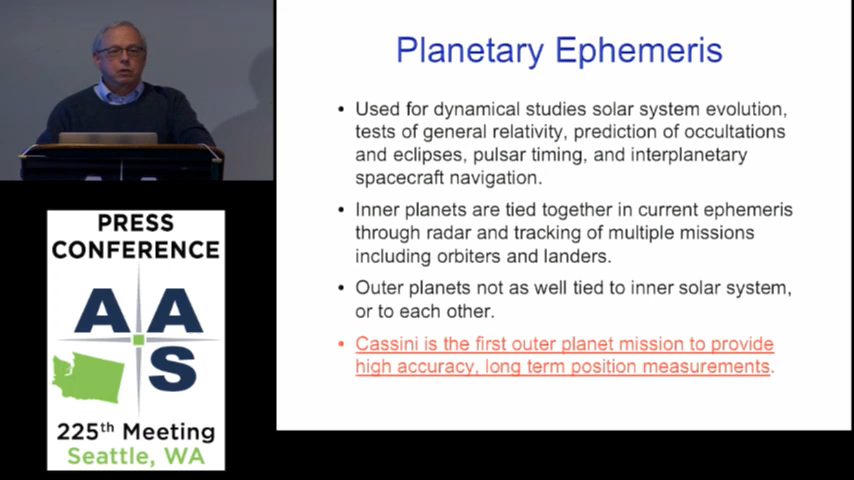 Planetary Ephemeris
• Used for dynamical studies solar system evolution,
tests of general relativity, prediction of occultations
and eclipses, pulsar timing, and interplanetary
spacecraft navigation.
• Inner planets are tied together in current ephemeris
through radar and tracking of multiple missions
including orbiters and landers.
• Outer planets not as well tied to inner solar system,
or to each other.
• Cassini is the first outer planet mission to provide
high accuracy, long term position measurements.
PRESS
CONFERENCE
A A
S
225th Meeting
Seattle, WA